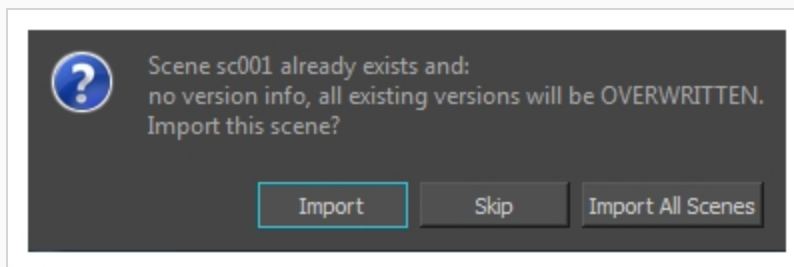 Scene sc001 already exists and:
no version info, all existing versions will be OVERWRITTEN.
Import this scene?
Import Skip Import All Scenes